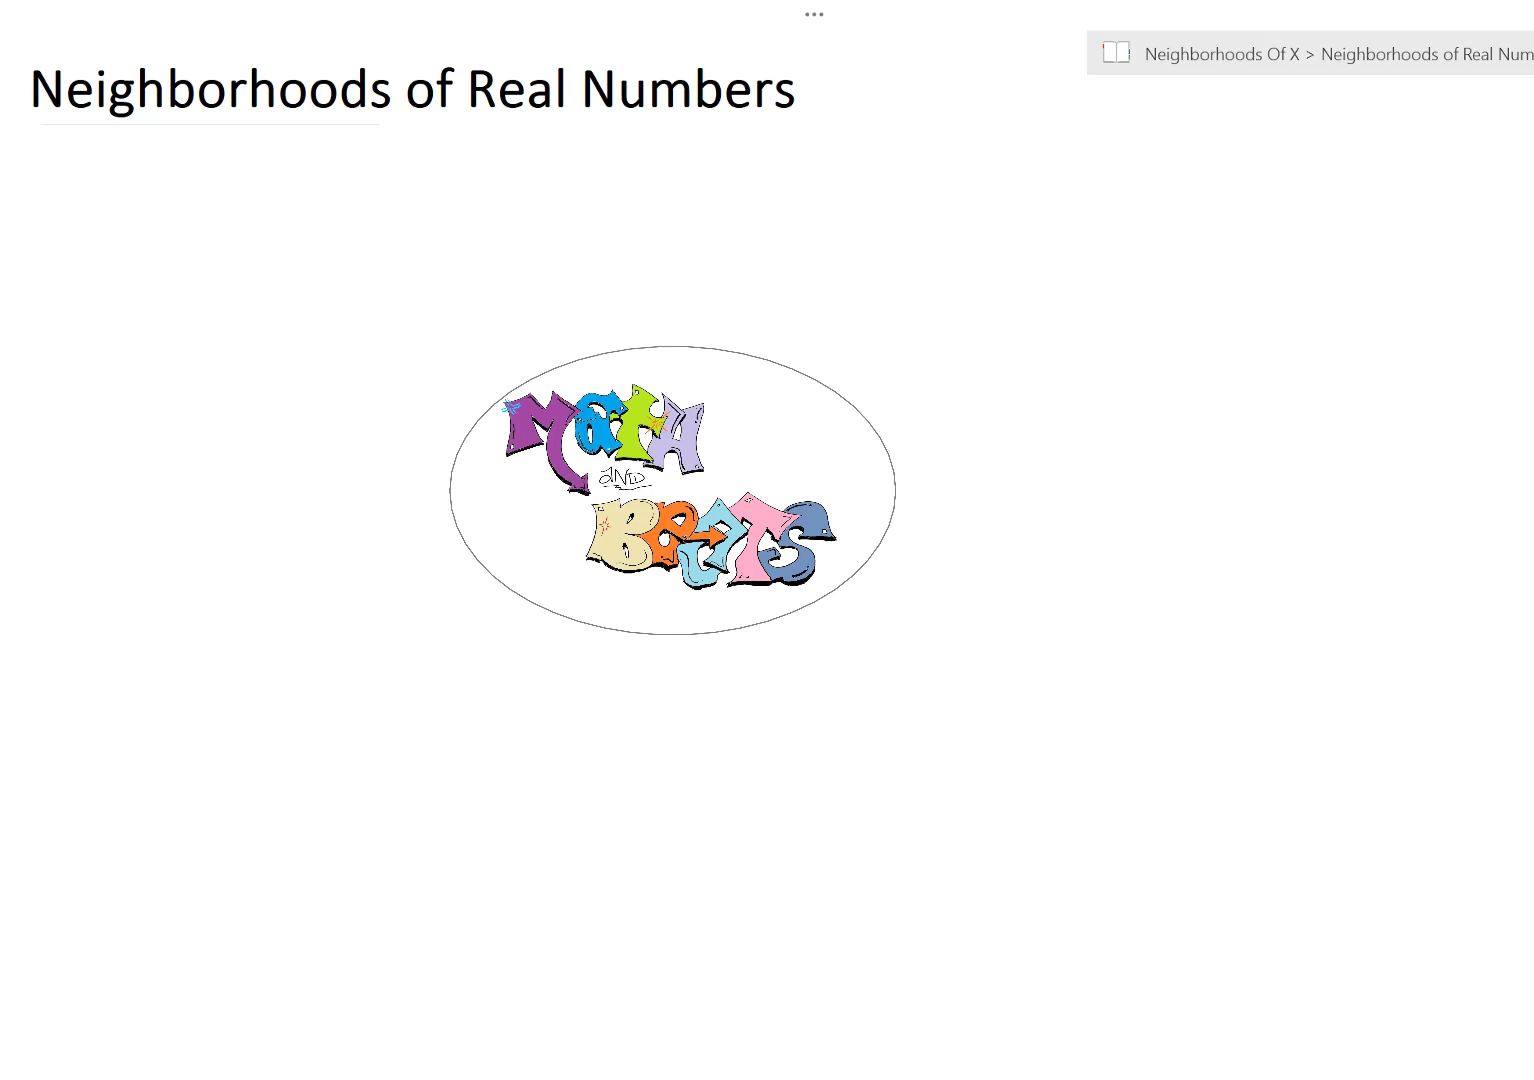 Neighborhoods Of X > Neighborhoods of Real Num
Neighborhoods of Real Numbers
MatH
aND
BEATS